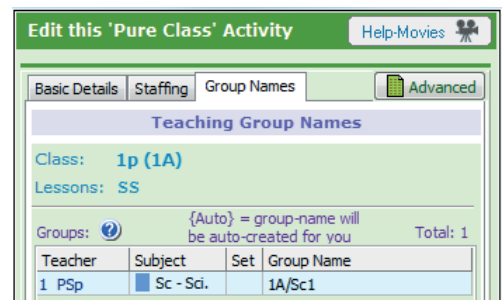 Edit this 'Pure Class' Activity Help-Movies
Basic Details Staffing Group Names Advanced
Teaching Group Names
Class: 1p (1A)
Lessons: SS
Groups: {Auto} = group-name will be auto-created for you Total: 1
Teacher Subject Set Group Name
1 PSp Sc - Sci. 1A/Sc1